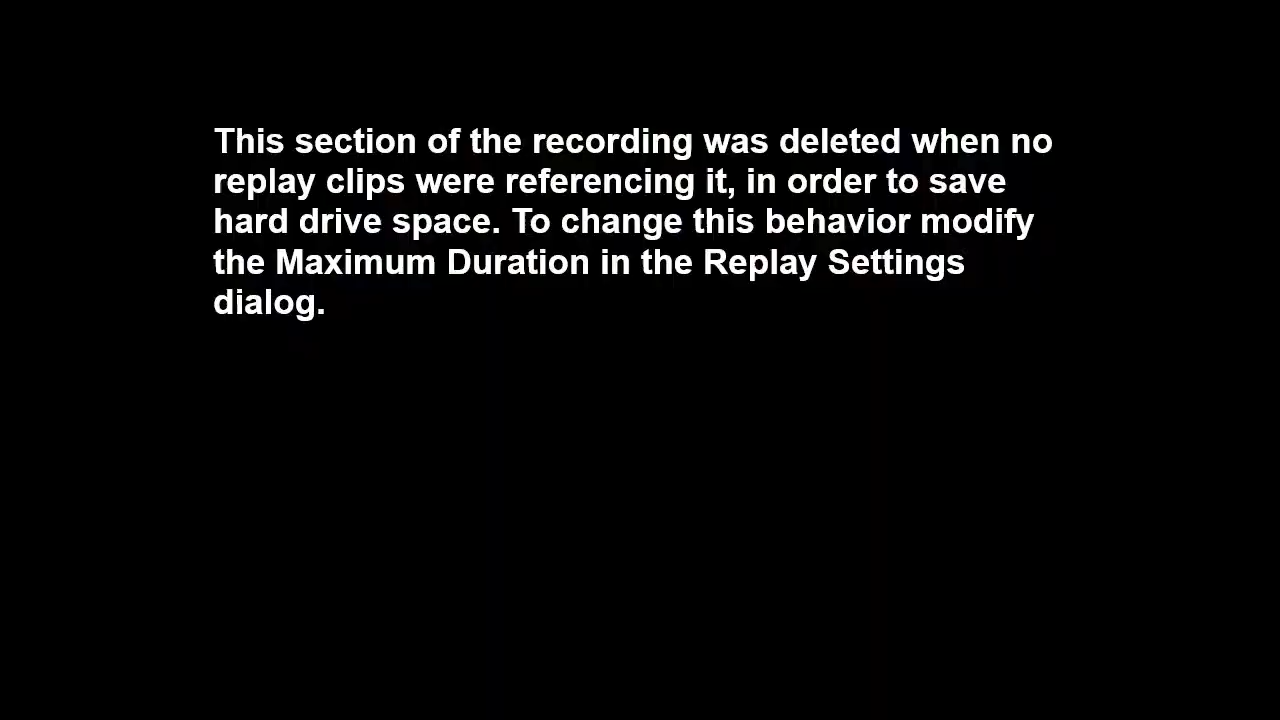 This section of the recording was deleted when no
replay clips were referencing it, in order to save
hard drive space. To change this behavior modify
the Maximum Duration in the Replay Settings
dialog.